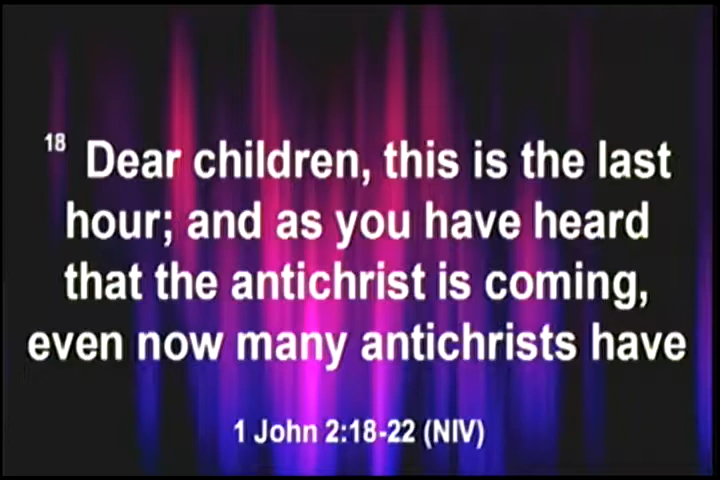 18 Dear children, this is the last
hour; and as you have heard
that the antichrist is coming,
even now many antichrists have
1 John 2:18-22 (NIV)